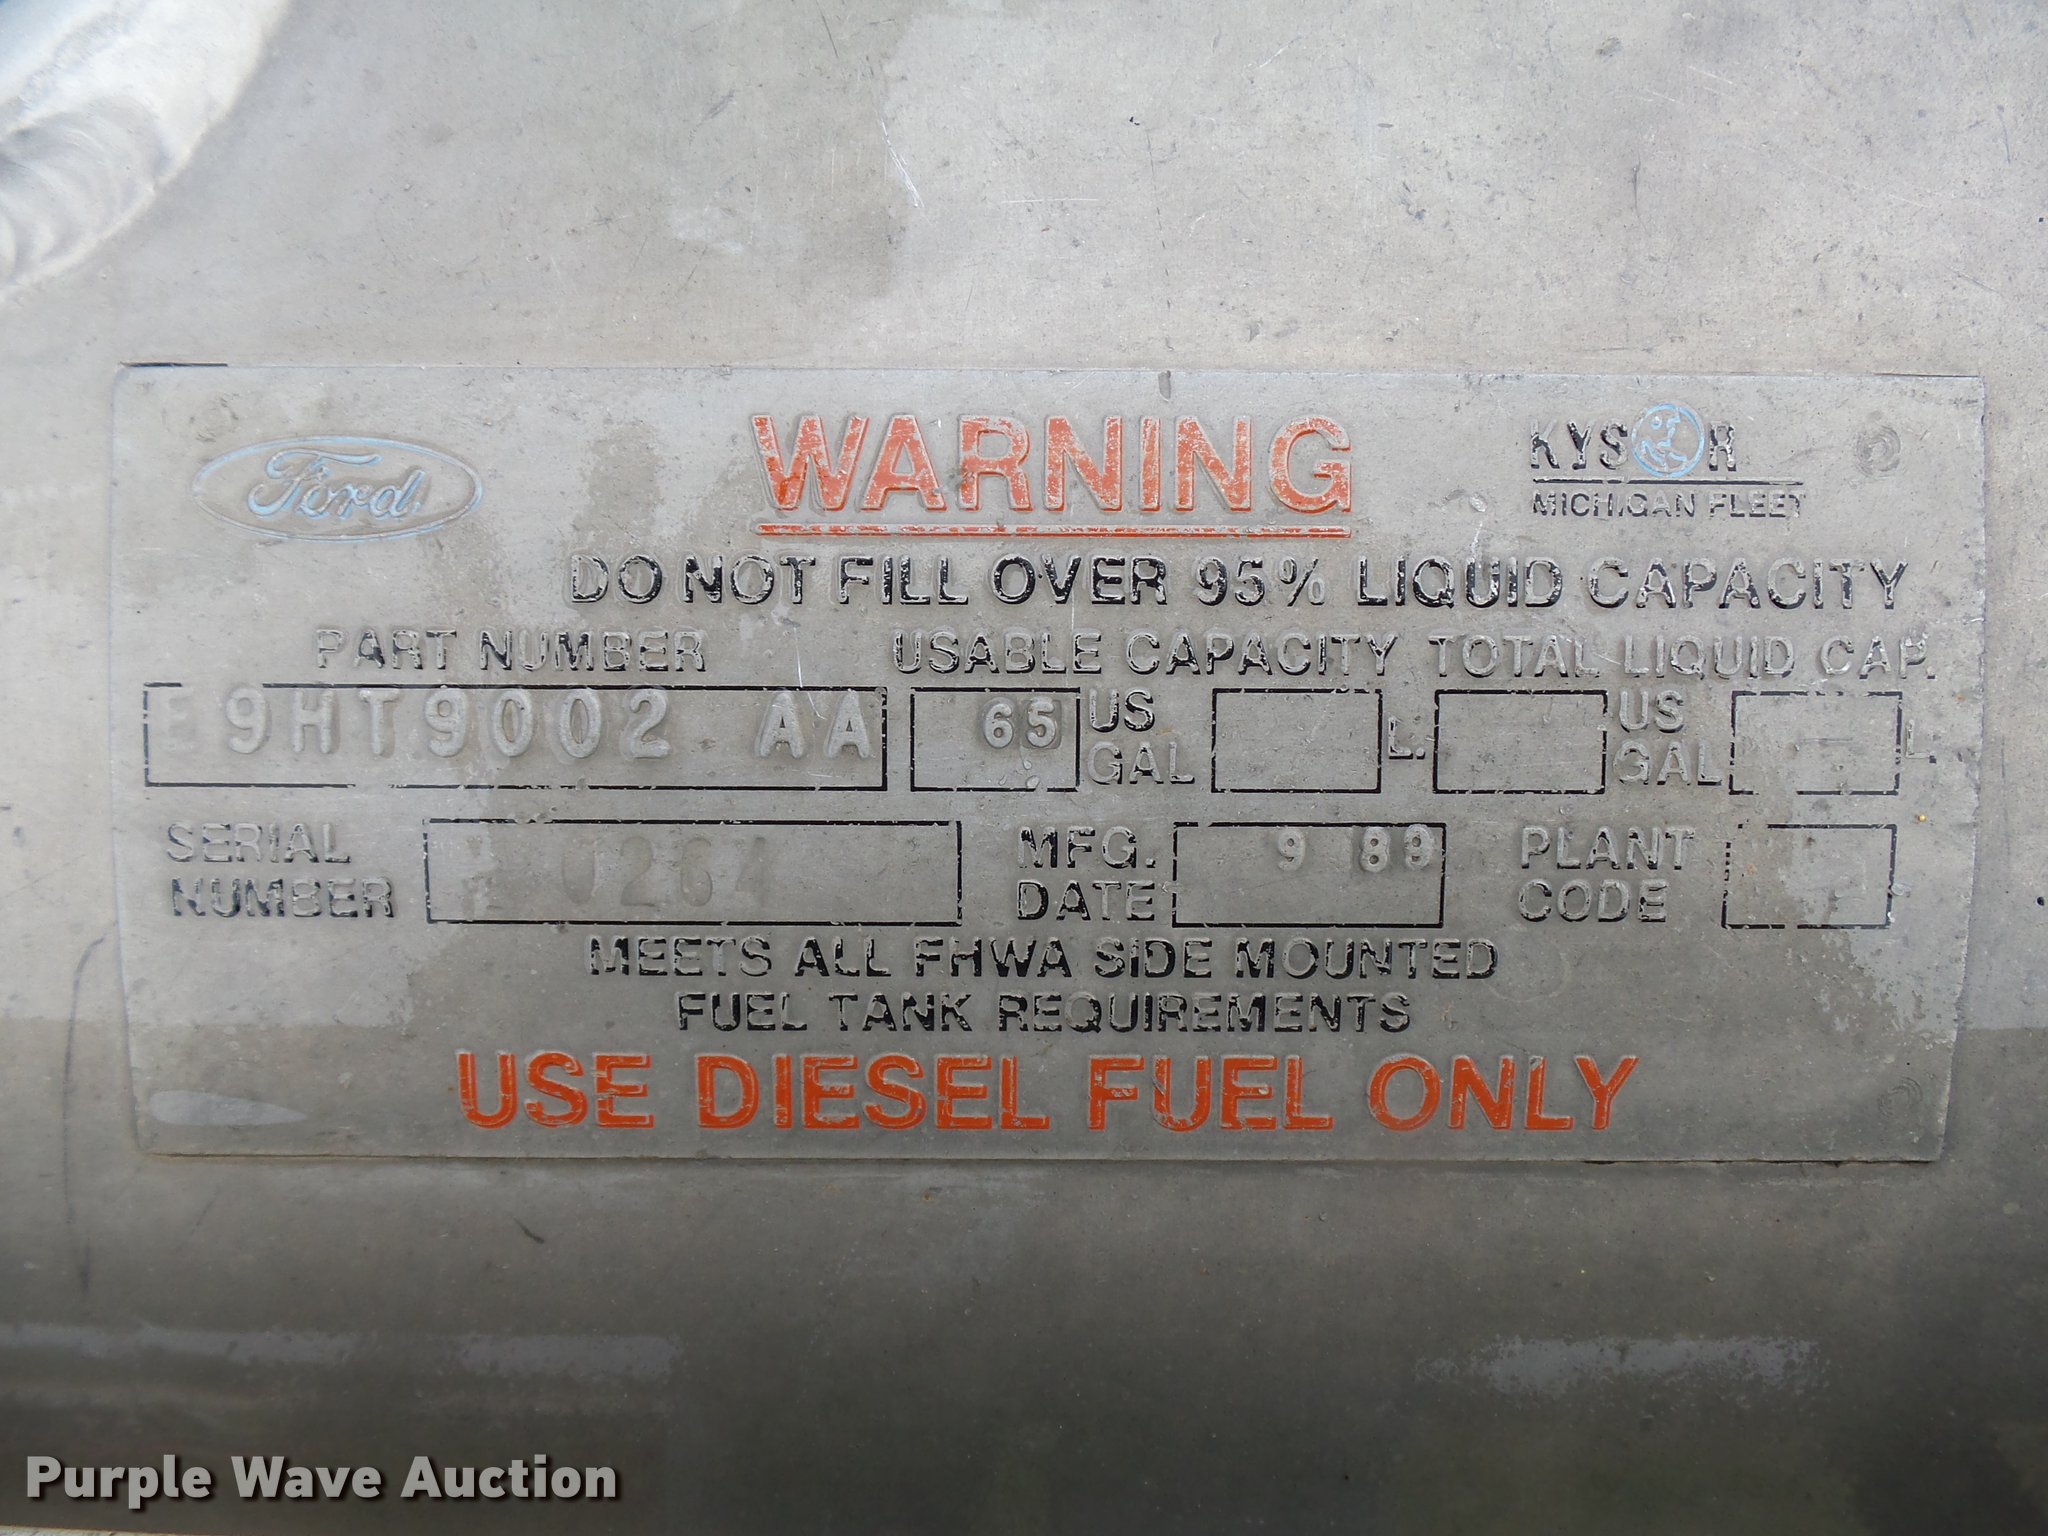 Ford
WARNING
KYSOR
MICHIGAN FLEET
DO NOT FILL OVER 95% LIQUID CAPACITY
PART NUMBER USABLE CAPACITY TOTAL LIQUID CAP.
E9HT9002 AA 65 US GAL L. US GAL L.
SERIAL NUMBER MFG. DATE 9 89 PLANT CODE
MEETS ALL FHWA SIDE MOUNTED
FUEL TANK REQUIREMENTS
USE DIESEL FUEL ONLY
Purple Wave Auction